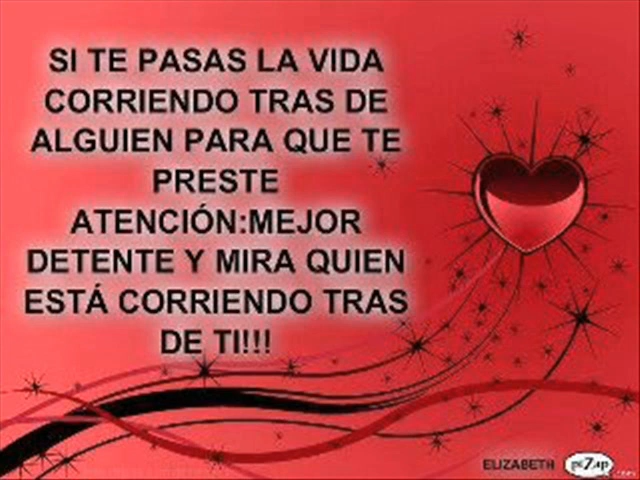 SI TE PASAS LA VIDA
CORRIENDO TRAS DE
ALGUIEN PARA QUE TE
PRESTE
ATENCIÓN:MEJOR
DETENTE Y MIRA QUIEN
ESTÁ CORRIENDO TRAS
DE TI!!!
ELIZABETH
piZap